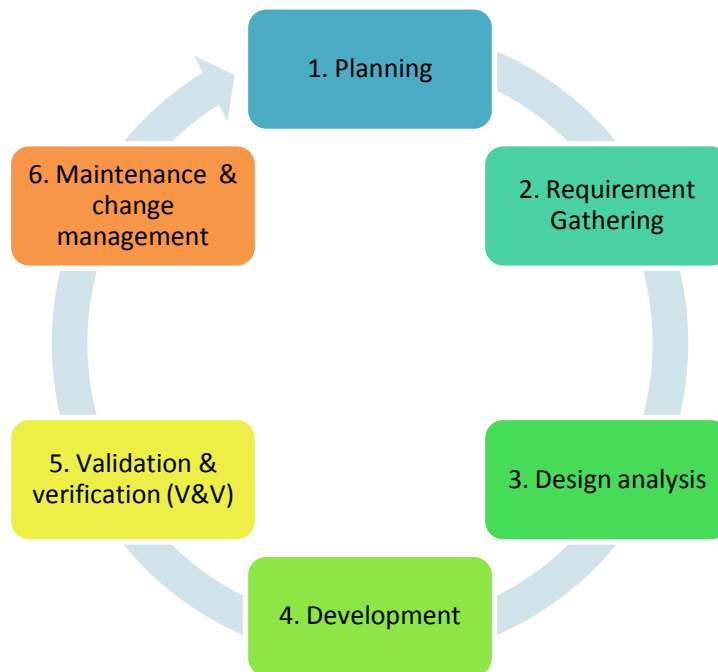 1. Planning
2. Requirement
Gathering
3. Design analysis
4. Development
5. Validation &
verification (V&V)
6. Maintenance &
change
management